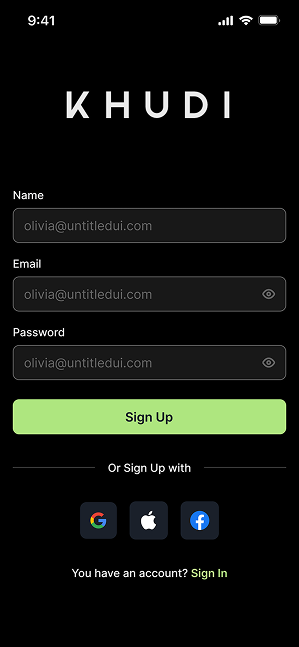 9:41
KHUDI
Name
olivia@untitledui.com
Email
olivia@untitledui.com
Password
olivia@untitledui.com
Sign Up
Or Sign Up with
You have an account? Sign In